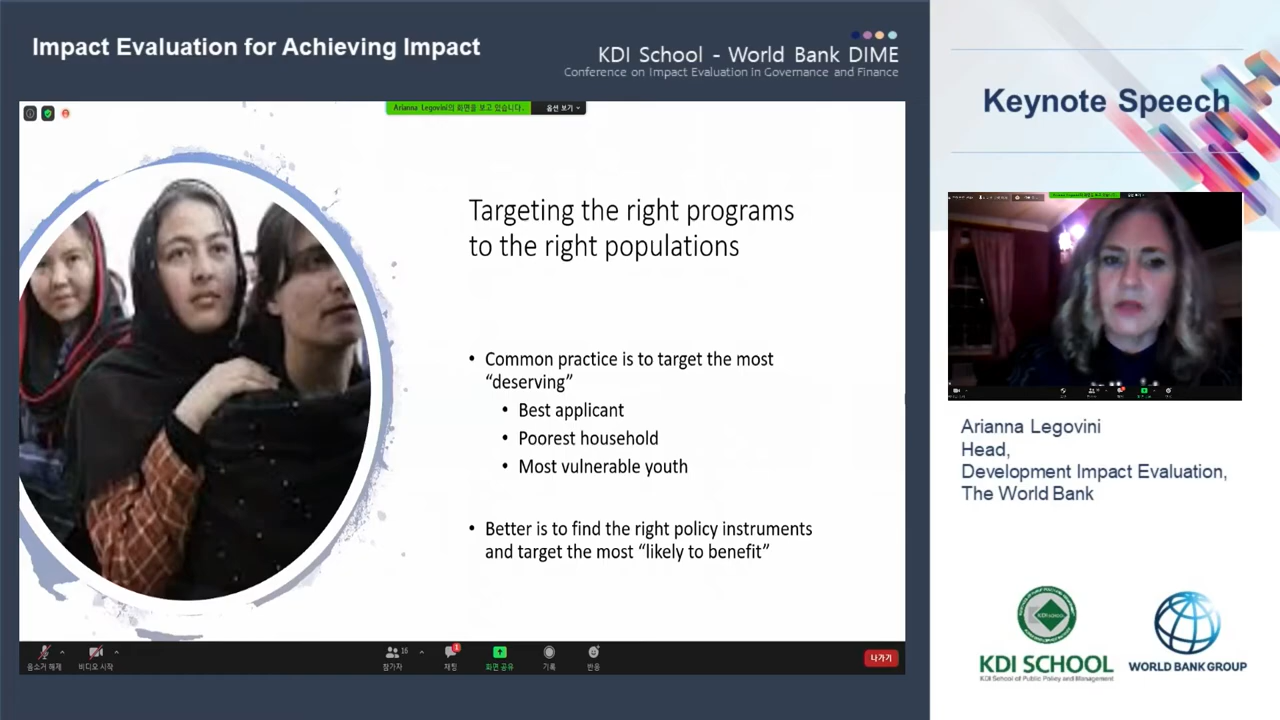 Impact Evaluation for Achieving Impact
KDI School - World Bank DIME
Conference on Impact Evaluation in Governance and Finance
Arianna Legovini의 화면을 보고 있습니다.
옵션 보기
Targeting the right programs
to the right populations
• Common practice is to target the most
“deserving”
• Best applicant
• Poorest household
• Most vulnerable youth
• Better is to find the right policy instruments
and target the most “likely to benefit”
음소거 해제
비디오 시작
16
참가자
1
채팅
화면 공유
기록
반응
나가기
Keynote Speech
Arianna Legovini
Head,
Development Impact Evaluation,
The World Bank
KDI SCHOOL
KDI School of Public Policy and Management
WORLD BANK GROUP